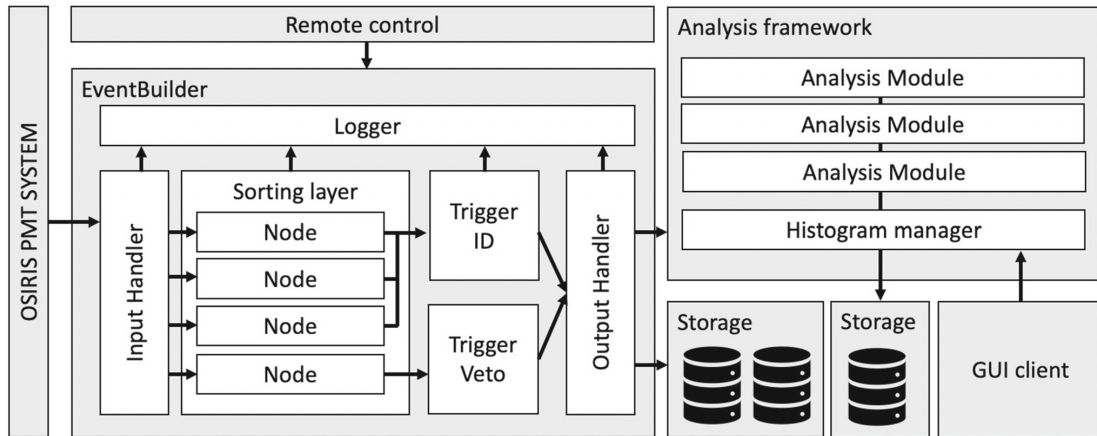 OSIRIS PMT SYSTEM
Remote control
EventBuilder
Logger
Input Handler
Sorting layer
Node
Node
Node
Node
Trigger
ID
Trigger
Veto
Output Handler
Analysis framework
Analysis Module
Analysis Module
Analysis Module
Histogram manager
Storage
Storage
GUI client